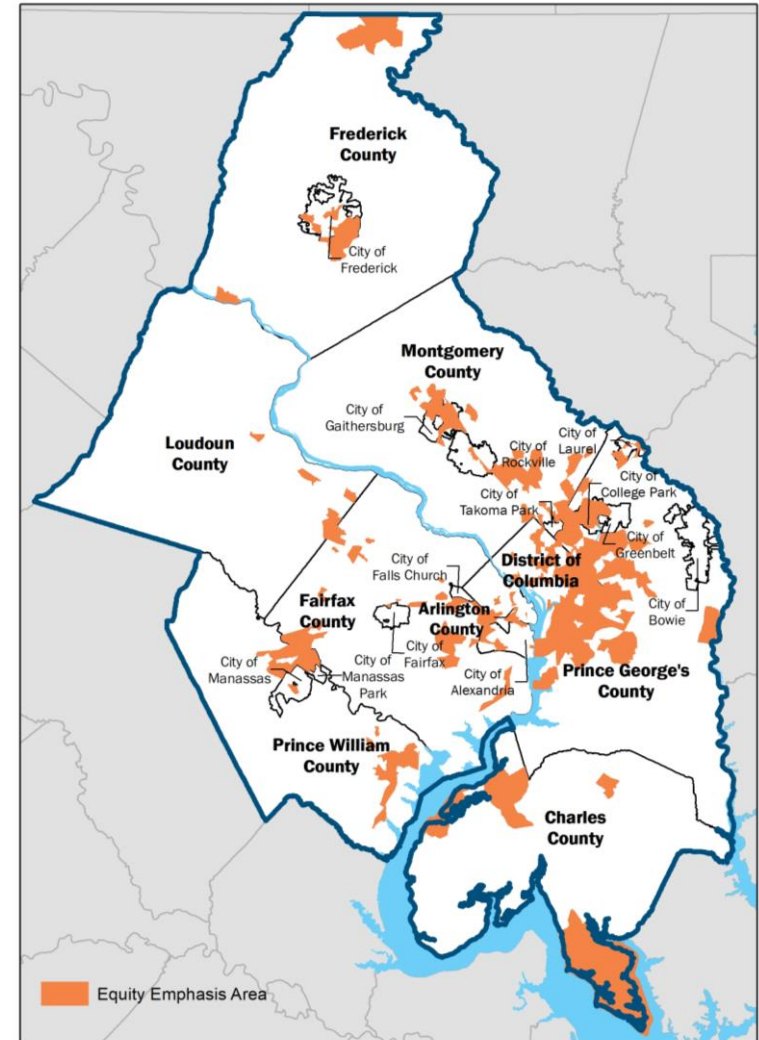 Frederick
County
City of
Frederick
Montgomery
County
City of
Gaithersburg
Loudoun
County
City of
Rockville
City of
Laurel
City of
College Park
City of
Takoma Park
City of
Greenbelt
City of
Falls Church
District of
Columbia
City of
Bowie
Fairfax
County
Arlington
County
City of
Fairfax
City of
Manassas
City of
Manassas
Park
City of
Alexandria
Prince George's
County
Prince William
County
Charles
County
Equity Emphasis Area